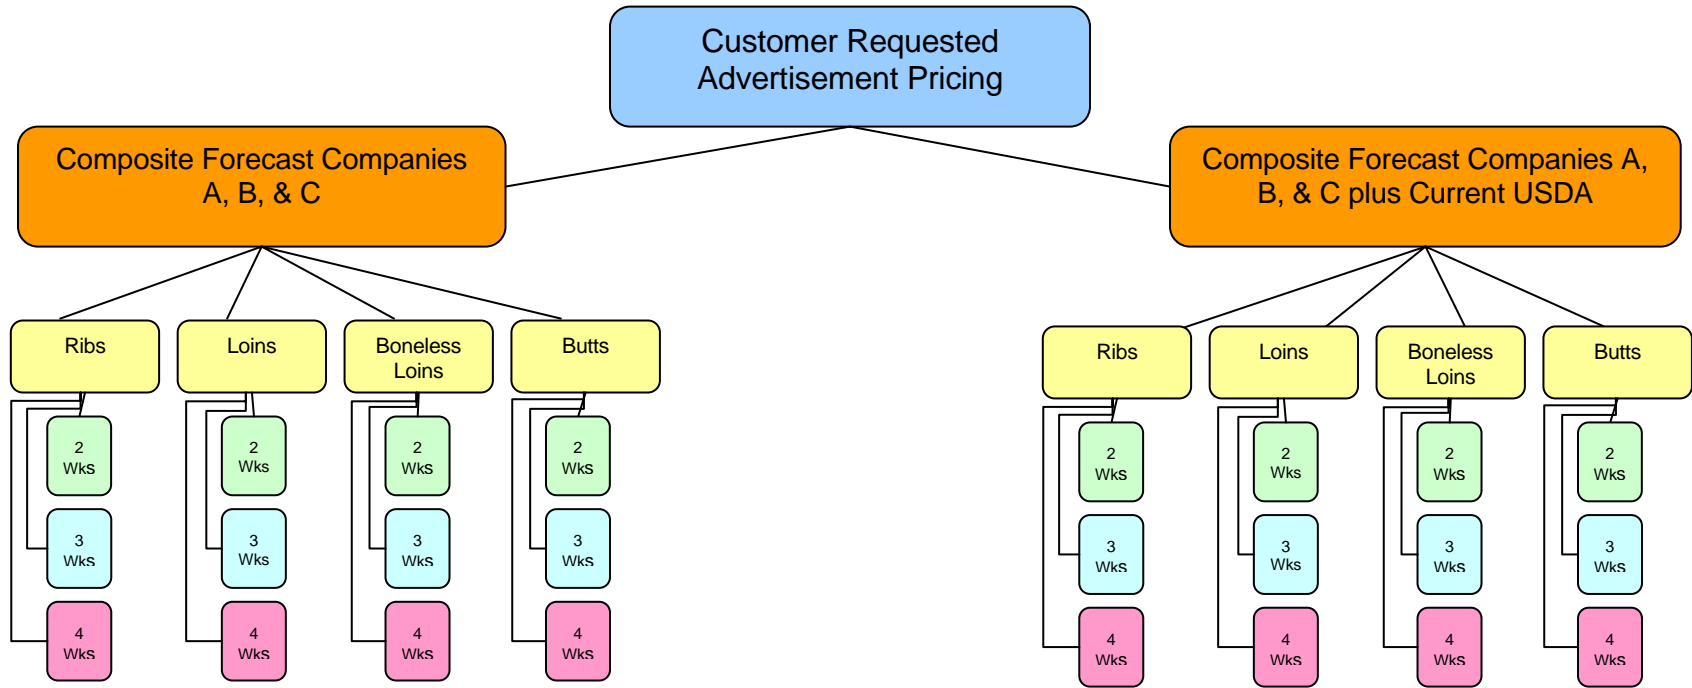 Customer Requested
Advertisement Pricing
Composite Forecast Companies
A, B, & C
Composite Forecast Companies A,
B, & C plus Current USDA
Ribs
Loins
Boneless
Loins
Butts
Ribs
Loins
Boneless
Loins
Butts
2
Wks
2
Wks
2
Wks
2
Wks
2
Wks
2
Wks
2
Wks
2
Wks
3
Wks
3
Wks
3
Wks
3
Wks
3
Wks
3
Wks
3
Wks
3
Wks
4
Wks
4
Wks
4
Wks
4
Wks
4
Wks
4
Wks
4
Wks
4
Wks